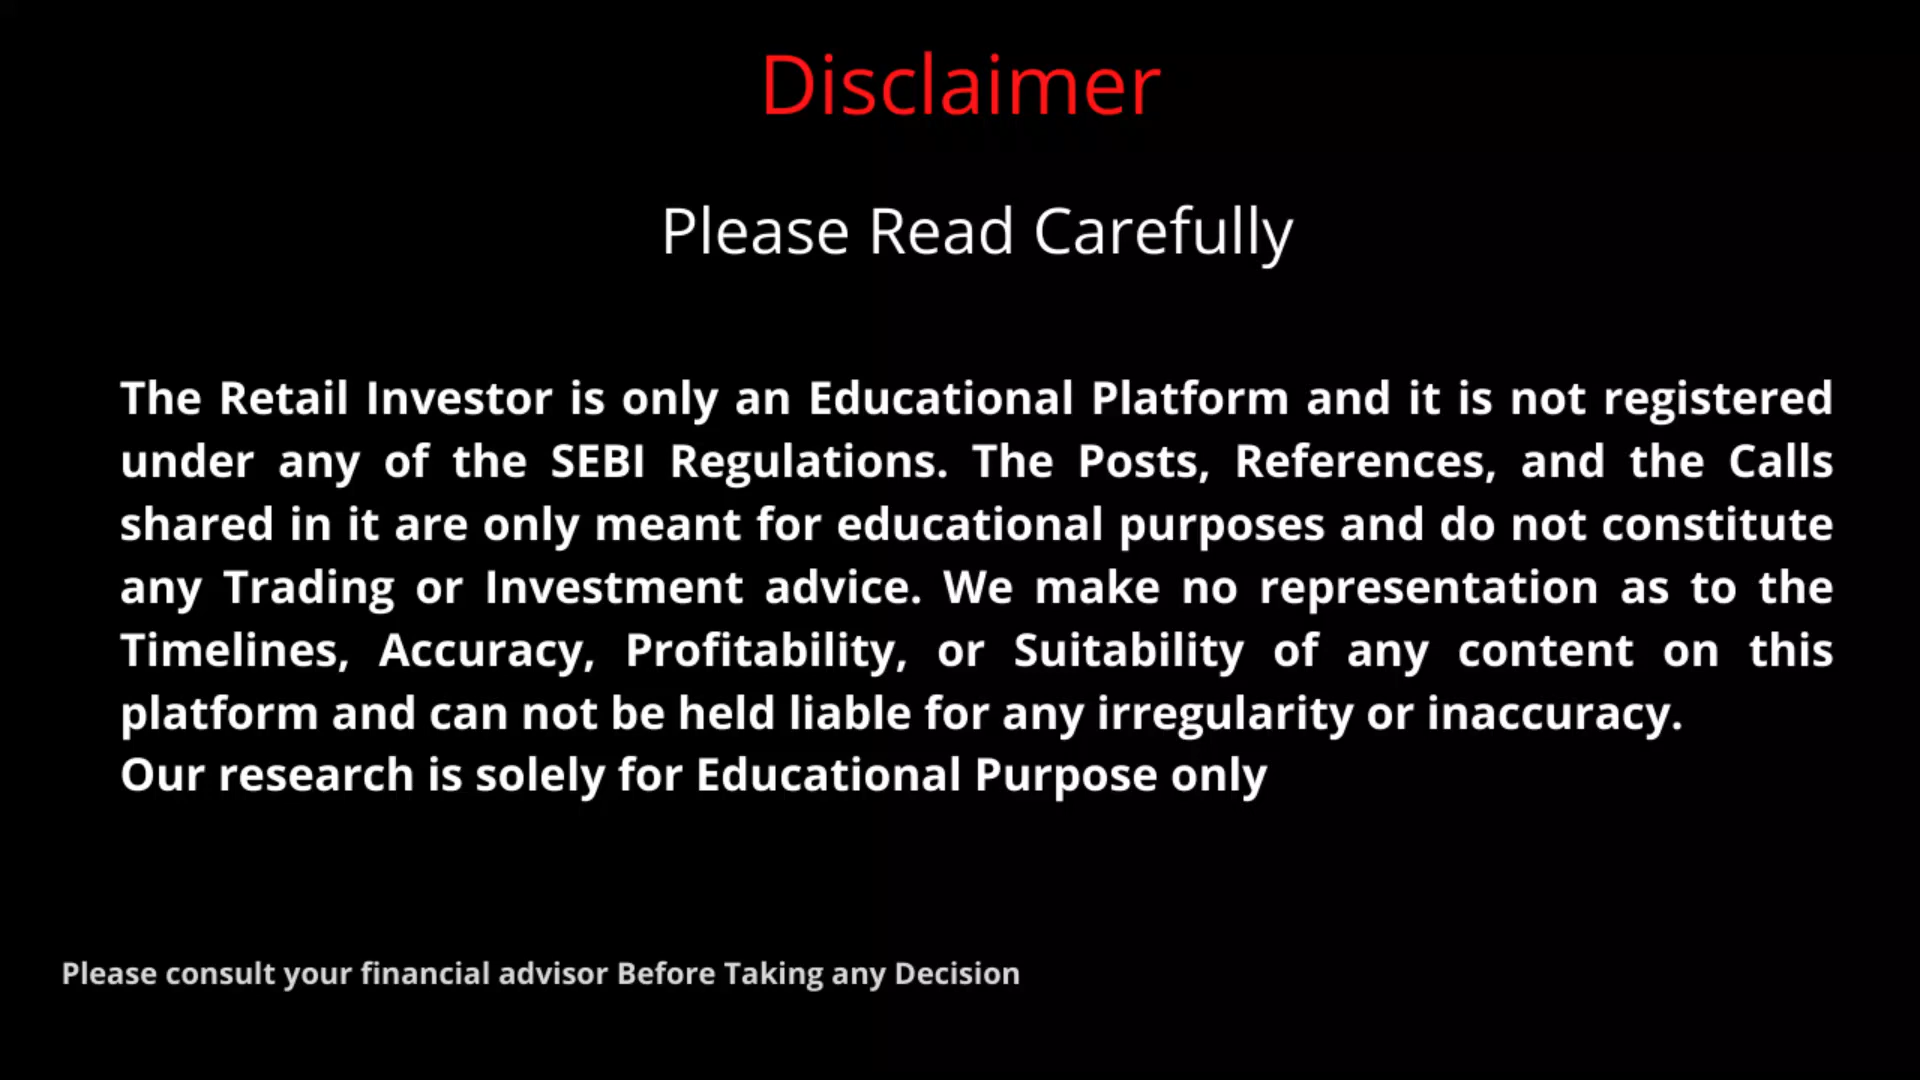 Disclaimer
Please Read Carefully
The Retail Investor is only an Educational Platform and it is not registered
under any of the SEBI Regulations. The Posts, References, and the Calls
shared in it are only meant for educational purposes and do not constitute
any Trading or Investment advice. We make no representation as to the
Timelines, Accuracy, Profitability, or Suitability of any content on this
platform and can not be held liable for any irregularity or inaccuracy.
Our research is solely for Educational Purpose only
Please consult your financial advisor Before Taking any Decision